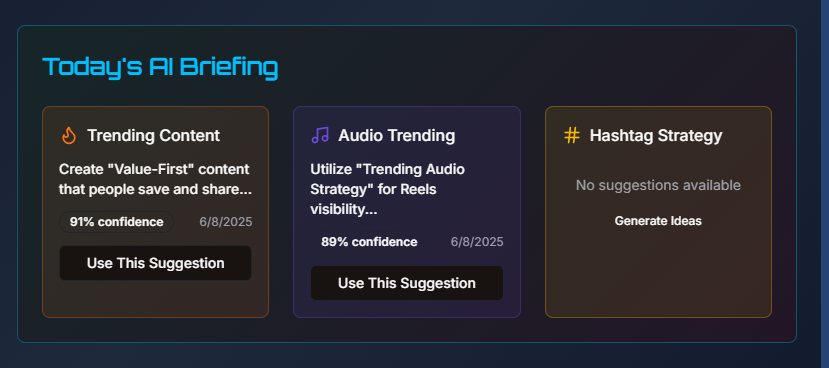 Today's AI Briefing
Trending Content
Create "Value-First" content
that people save and share...
91% confidence
6/8/2025
Use This Suggestion
Audio Trending
Utilize "Trending Audio
Strategy" for Reels
visibility...
89% confidence
6/8/2025
Use This Suggestion
Hashtag Strategy
No suggestions available
Generate Ideas